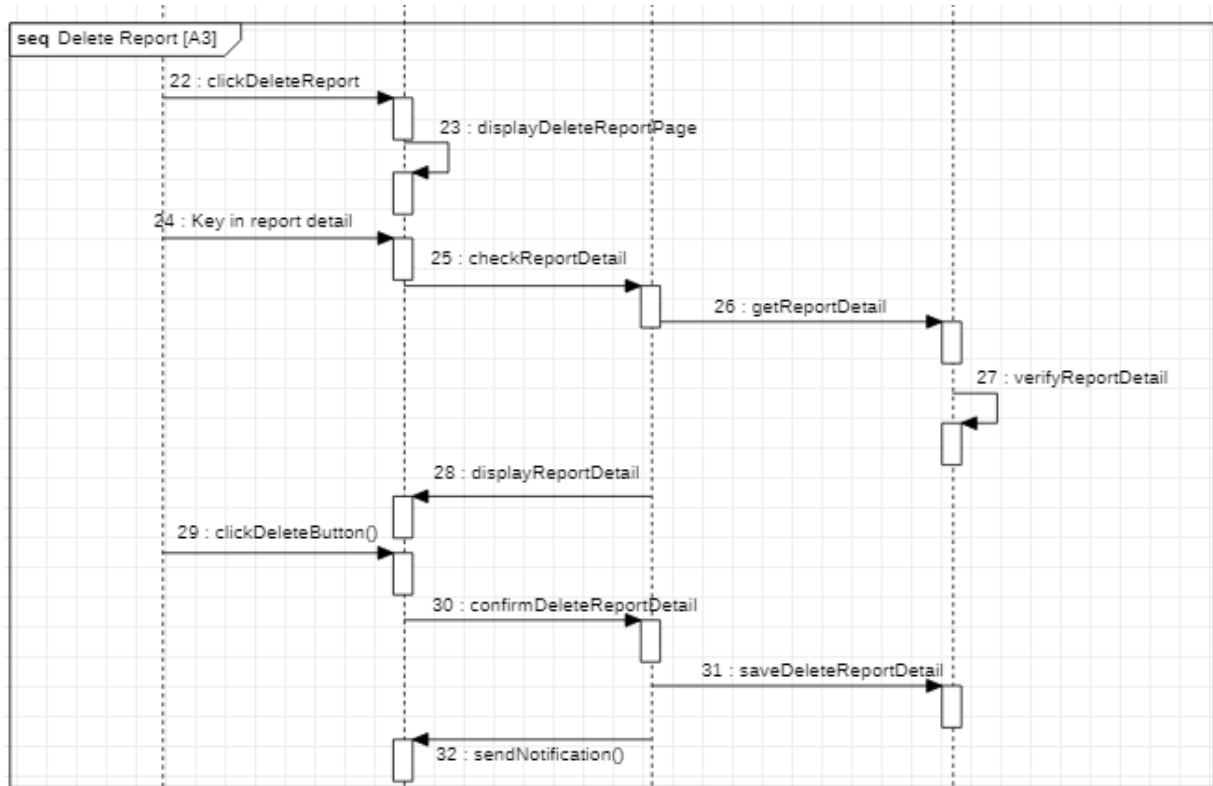 seq Delete Report [A3]
22 : clickDeleteReport
23 : displayDeleteReportPage
24 : Key in report detail
25 : checkReportDetail
26 : getReportDetail
27 : verifyReportDetail
28 : displayReportDetail
29 : clickDeleteButton()
30 : confirmDeleteReportDetail
31 : saveDeleteReportDetail
32 : sendNotification()